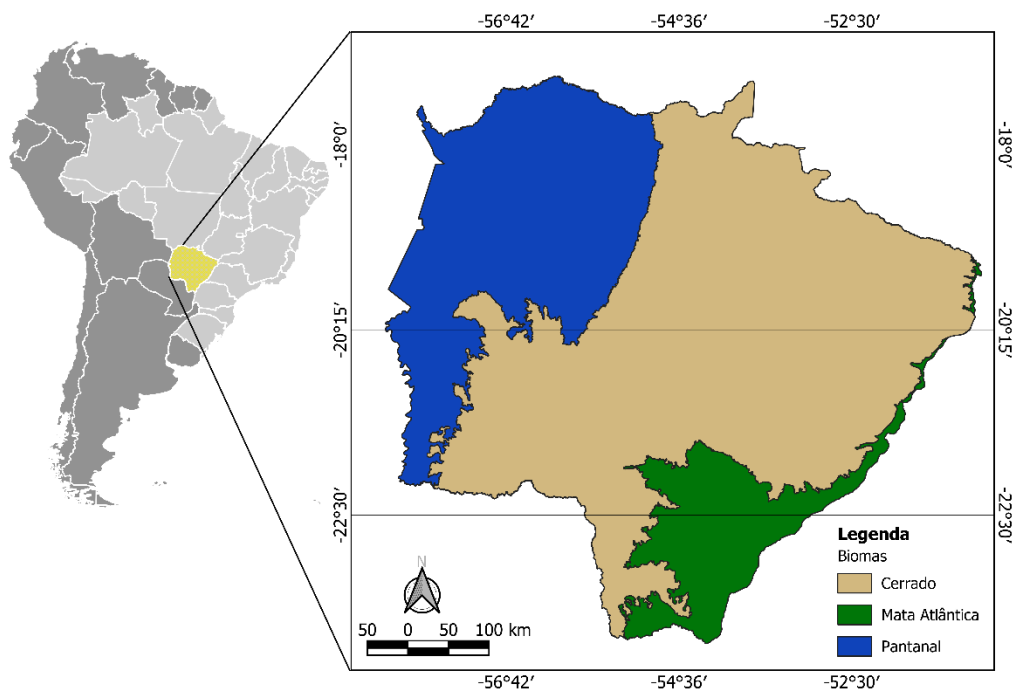 -56°42′ -54°36′ -52°30′
-18°0′ -18°0′
-20°15′ -20°15′
-22°30′ -22°30′
Legenda
Biomas
Cerrado
Mata Atlântica
Pantanal
N
50 0 50 100 km
-56°42′ -54°36′ -52°30′